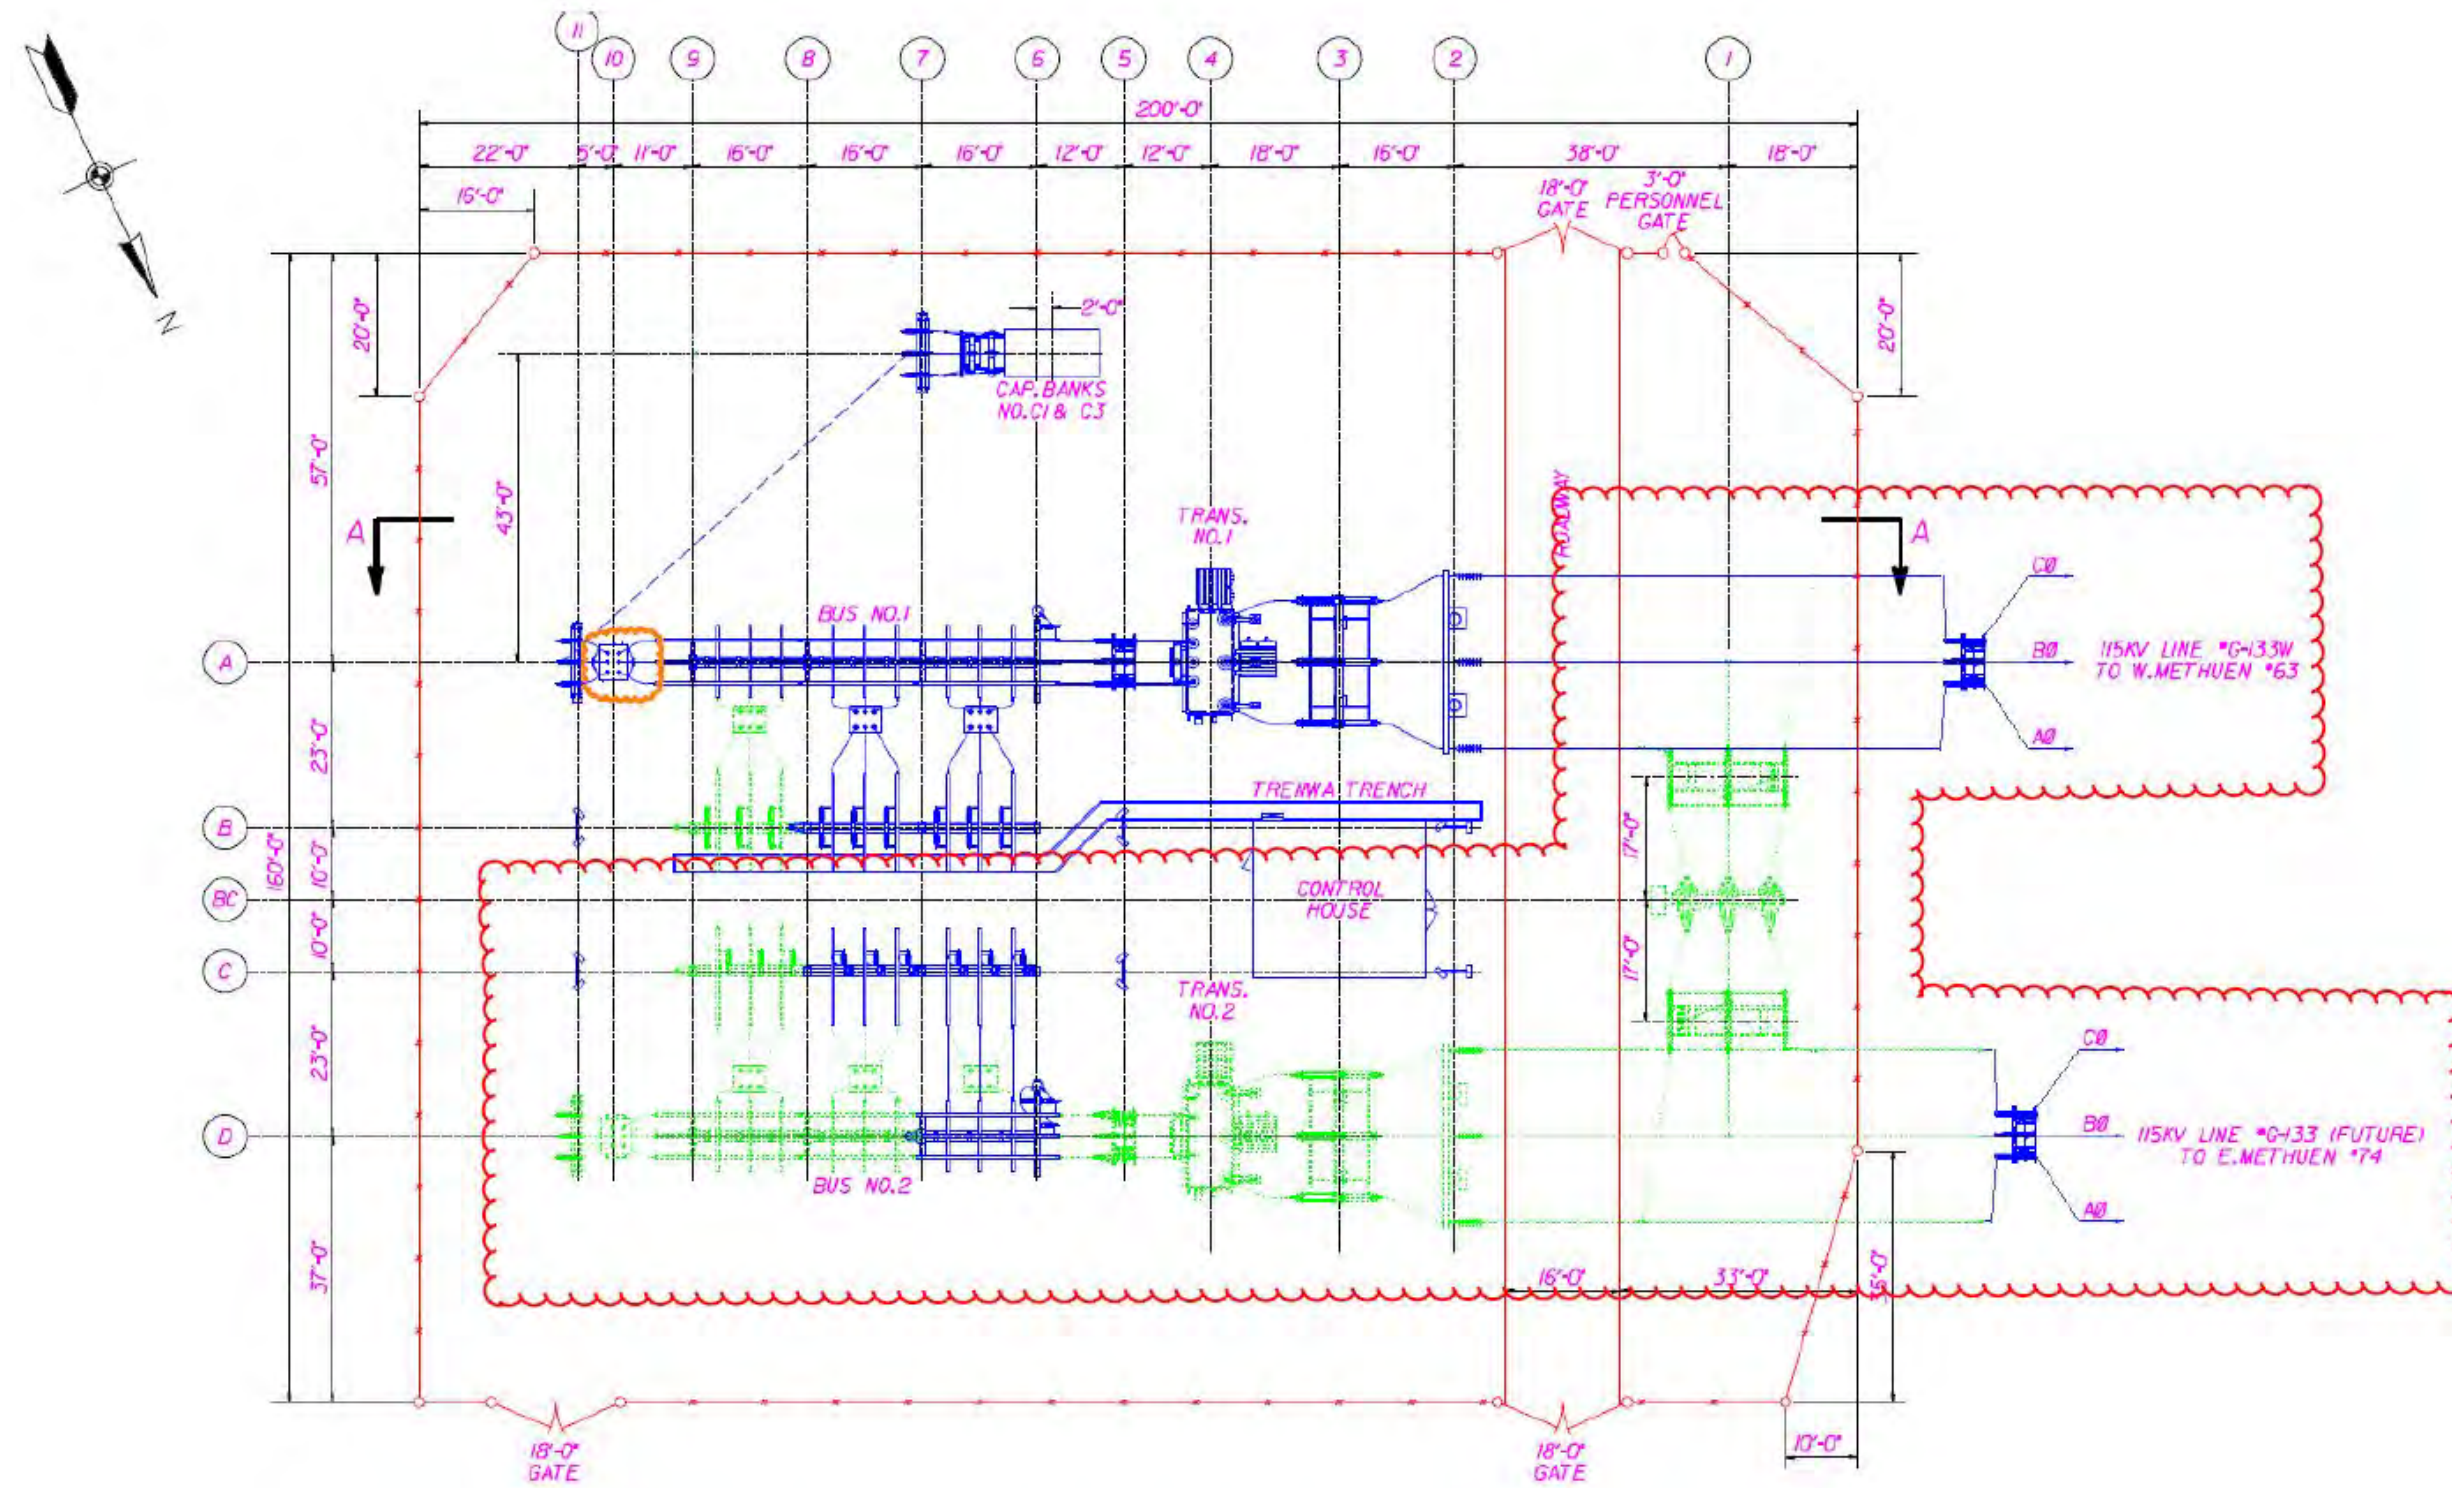 11
10 9 8 7 6 5 4 3 2 1
200'-0"
22'-0" 5'-0" 11'-0" 16'-0" 16'-0" 16'-0" 12'-0" 12'-0" 18'-0" 16'-0" 38'-0" 18'-0"
16'-0"
18'-0"
GATE
3'-0"
PERSONNEL
GATE
N
20'-0"
2'-0"
20'-0"
CAP.BANKS
NO.C1 & C3
57'-0"
43'-0"
A
TRANS.
NO.1
ROADWAY
A
CØ
BUS NO.1
A
BØ
115KV LINE #G-133W
TO W.METHUEN #63
AØ
23'-0"
TRENWA TRENCH
B
17'-0"
160'-0"
10'-0"
BC
CONTROL
HOUSE
10'-0"
17'-0"
C
TRANS.
NO.2
23'-0"
CØ
D
BØ
115KV LINE #G-133 (FUTURE)
TO E.METHUEN #74
BUS NO.2
AØ
37'-0"
16'-0" 33'-0"
18'-0"
GATE
18'-0"
GATE
10'-0"